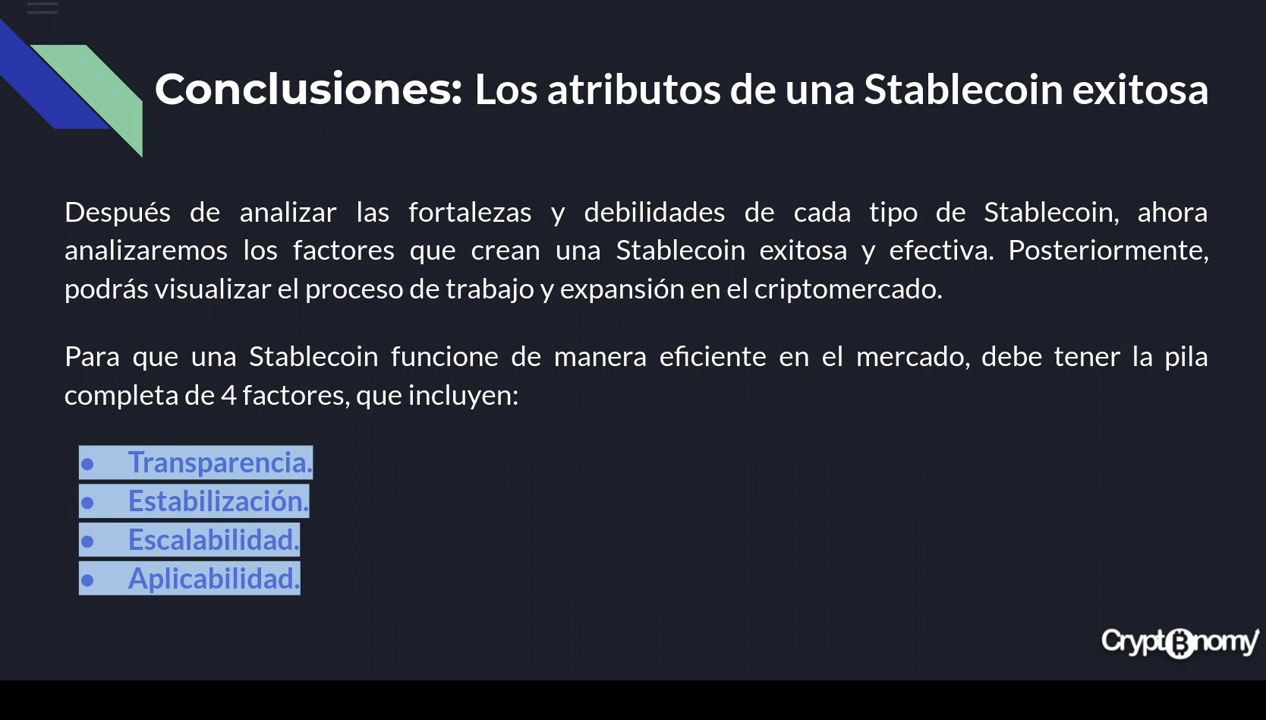 Conclusiones: Los atributos de una Stablecoin exitosa
Después de analizar las fortalezas y debilidades de cada tipo de Stablecoin, ahora
analizaremos los factores que crean una Stablecoin exitosa y efectiva. Posteriormente,
podrás visualizar el proceso de trabajo y expansión en el criptomercado.
Para que una Stablecoin funcione de manera eficiente en el mercado, debe tener la pila
completa de 4 factores, que incluyen:
● Transparencia.
● Estabilización.
● Escalabilidad.
● Aplicabilidad.
Crypt₿nomy